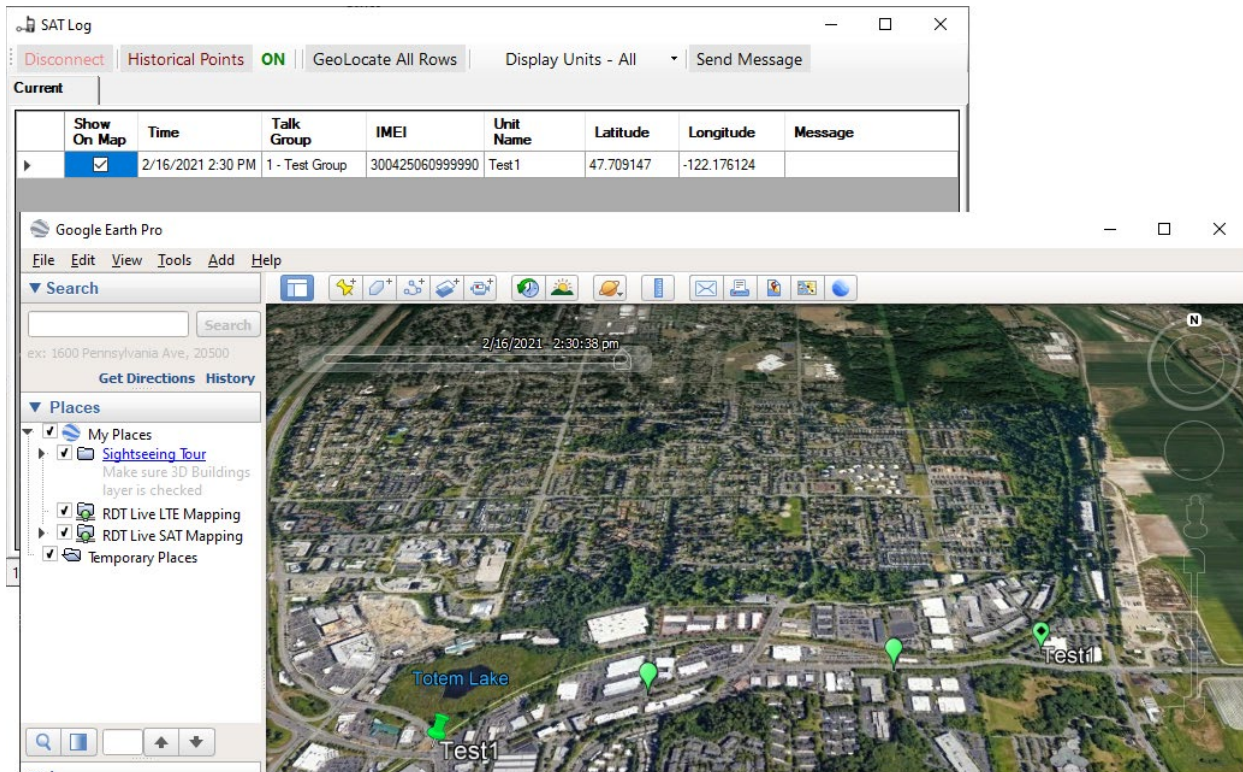 SAT Log
Disconnect Historical Points ON GeoLocate All Rows Display Units - All Send Message
Current
Show On Map Time Talk Group IMEI Unit Name Latitude Longitude Message
2/16/2021 2:30 PM 1 - Test Group 300425060999990 Test1 47.709147 -122.176124
Google Earth Pro
File Edit View Tools Add Help
Search
Search
ex: 1600 Pennsylvania Ave, 20500
Get Directions History
Places
My Places
Sightseeing Tour
Make sure 3D Buildings
layer is checked
RDT Live LTE Mapping
RDT Live SAT Mapping
Temporary Places
1
2/16/2021 2:30:38 pm
N
Test1
Totem Lake
Test1